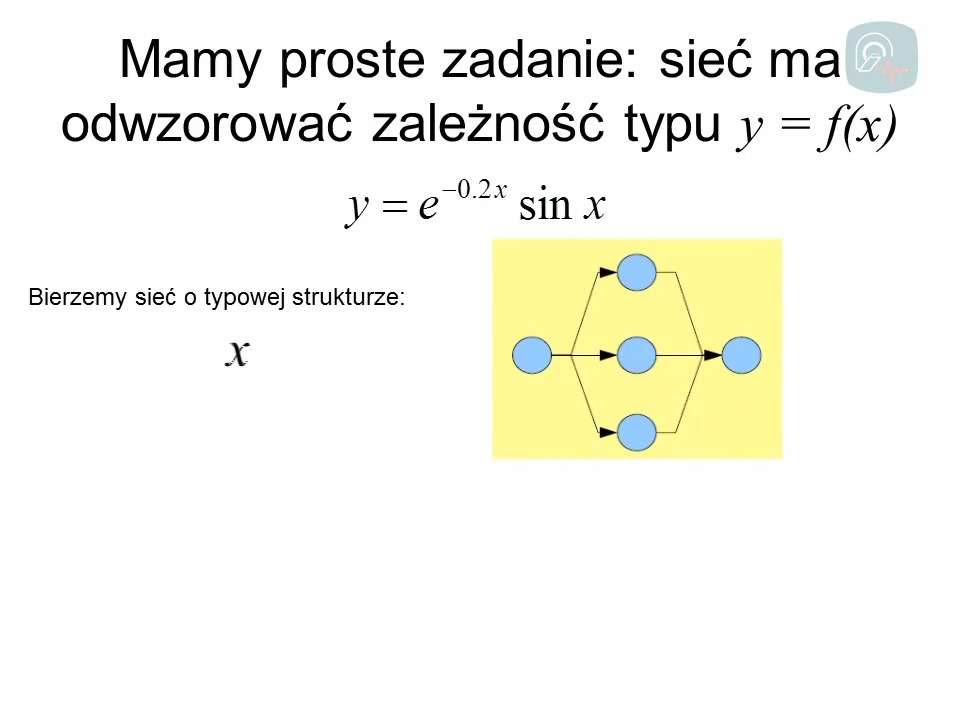 Mamy proste zadanie: sieć ma
odwzorować zależność typu y = f(x)
y = e^{−0.2x} sin x
Bierzemy sieć o typowej strukturze:
x